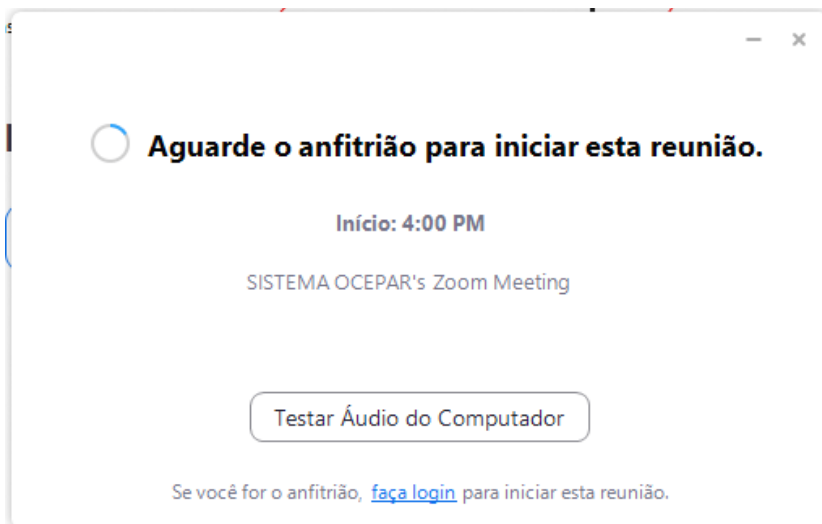 Aguarde o anfitrião para iniciar esta reunião.
Início: 4:00 PM
SISTEMA OCEPAR's Zoom Meeting
Testar Áudio do Computador
Se você for o anfitrião, faça login para iniciar esta reunião.